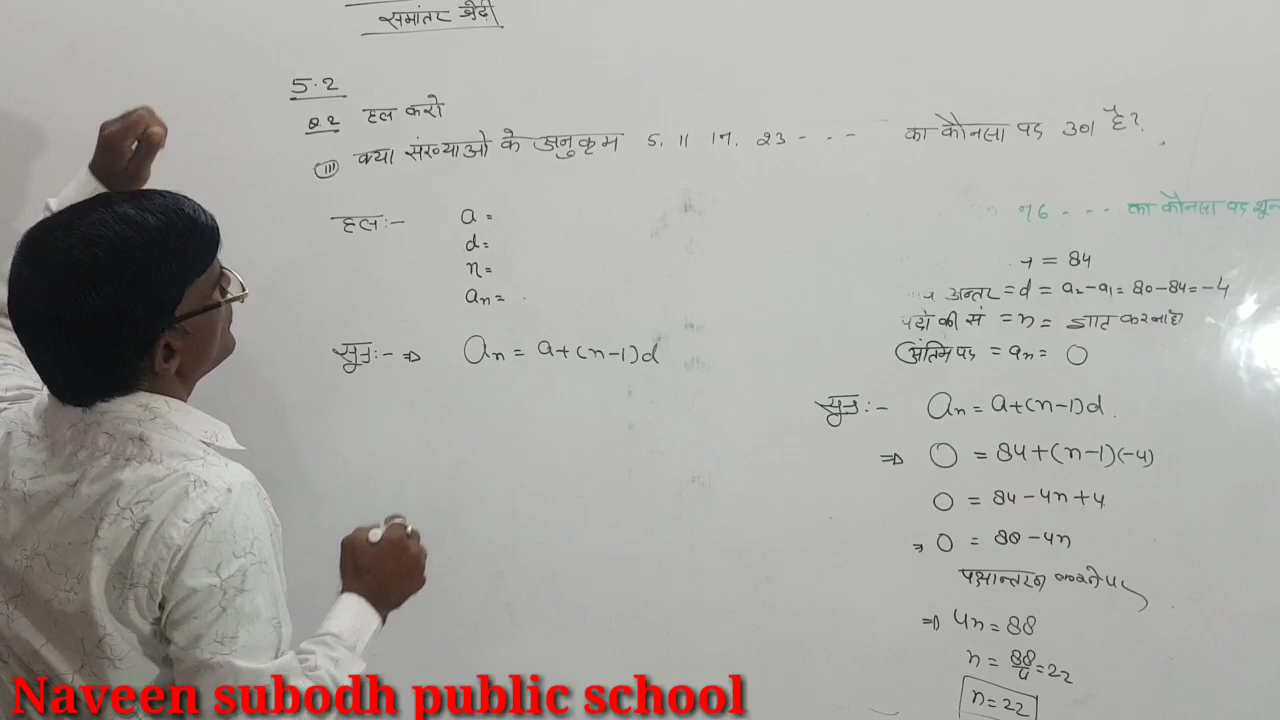 समांतर श्रेढ़ी
5.2
Q.2 हल करो
(III) क्या संख्याओ के अनुक्रम 5, 11 17, 23 - . - - का कौनसा पद 301 है?
हल:- a =
d =
n =
an =
सूत्र:- ⇒ an = a+(n-1)d
76 - - - . का कौनसा पद शून
= 84
अन्तर = d = a2-a1 = 80-84 = -4
पदो की सं = n = ज्ञात करना है
अंतिम पद = an = 0
सूत्र:- an = a+(n-1)d.
⇒ 0 = 84+(n-1)(-4)
0 = 84-4n+4
⇒ 0 = 88-4n
पक्षान्तरन करने पर
⇒ 4n = 88
n = 88/4 = 22
n = 22
Naveen subodh public school